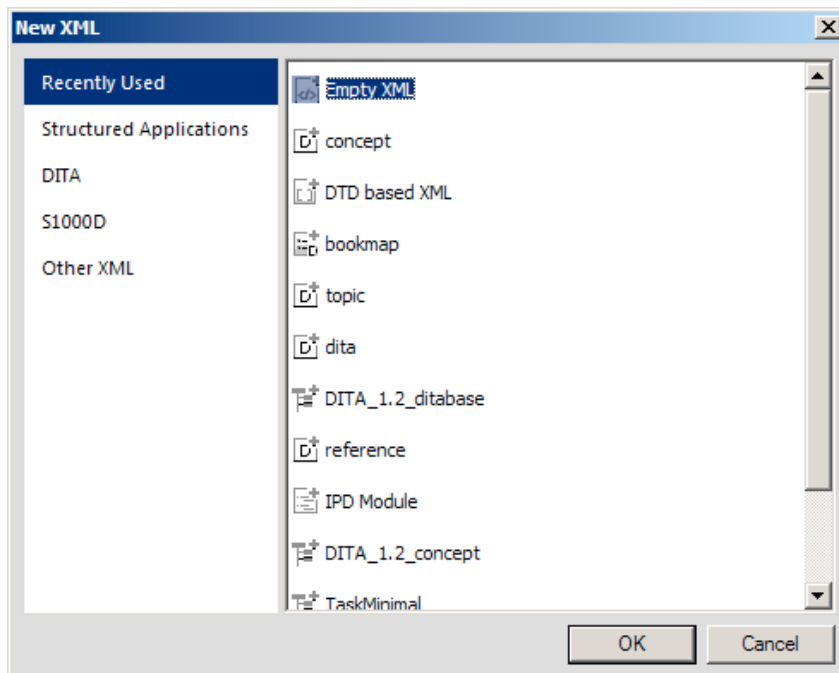 New XML
Recently Used
Structured Applications
DITA
S1000D
Other XML
Empty XML
concept
DTD based XML
bookmap
topic
dita
DITA_1.2_ditabase
reference
IPD Module
DITA_1.2_concept
TaskMinimal
OK
Cancel